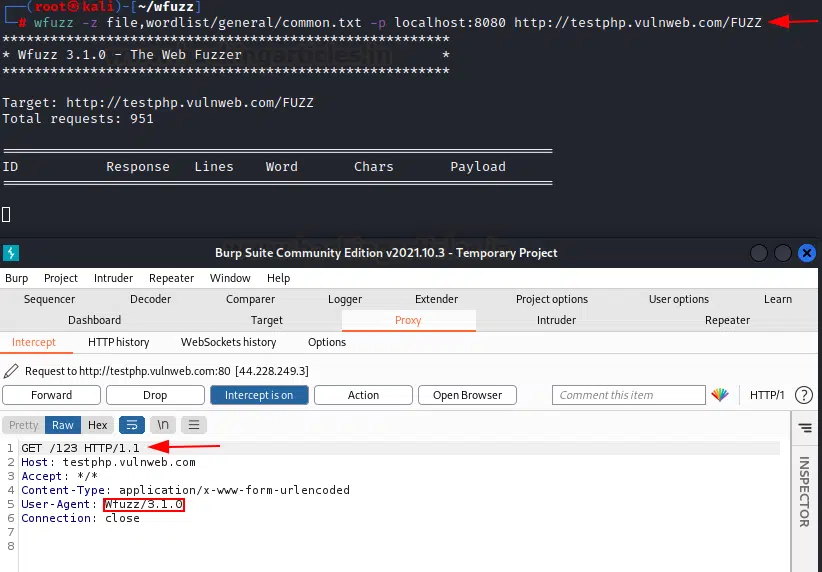 (root㉿kali)-[~/wfuzz]
# wfuzz -z file,wordlist/general/common.txt -p localhost:8080 http://testphp.vulnweb.com/FUZZ
********************************************************
* Wfuzz 3.1.0 - The Web Fuzzer *
********************************************************
Target: http://testphp.vulnweb.com/FUZZ
Total requests: 951
=====================================================================
ID Response Lines Word Chars Payload
=====================================================================
Burp Suite Community Edition v2021.10.3 - Temporary Project
Burp Project Intruder Repeater Window Help
Sequencer Decoder Comparer Logger Extender Project options User options Learn
Dashboard Target Proxy Intruder Repeater
Intercept HTTP history WebSockets history Options
Request to http://testphp.vulnweb.com:80 [44.228.249.3]
Forward Drop Intercept is on Action Open Browser Comment this item HTTP/1 ?
Pretty Raw Hex \n
1 GET /123 HTTP/1.1
2 Host: testphp.vulnweb.com
3 Accept: */*
4 Content-Type: application/x-www-form-urlencoded
5 User-Agent: Wfuzz/3.1.0
6 Connection: close
7
8
INSPECTOR